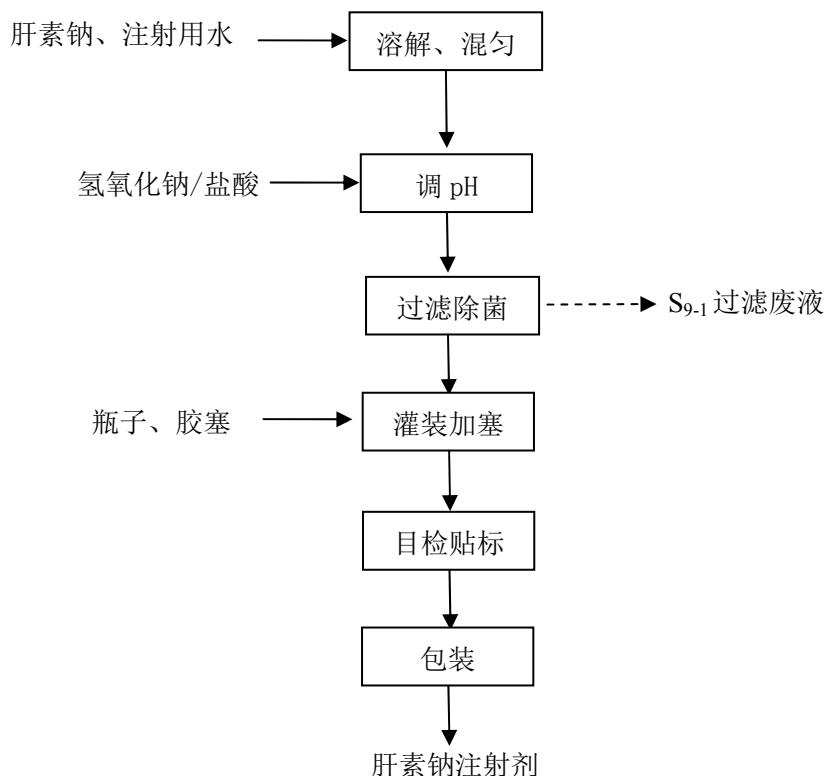 肝素钠、注射用水
溶解、混匀
氢氧化钠/盐酸
调 pH
过滤除菌
S9-1 过滤废液
瓶子、胶塞
灌装加塞
目检贴标
包装
肝素钠注射剂